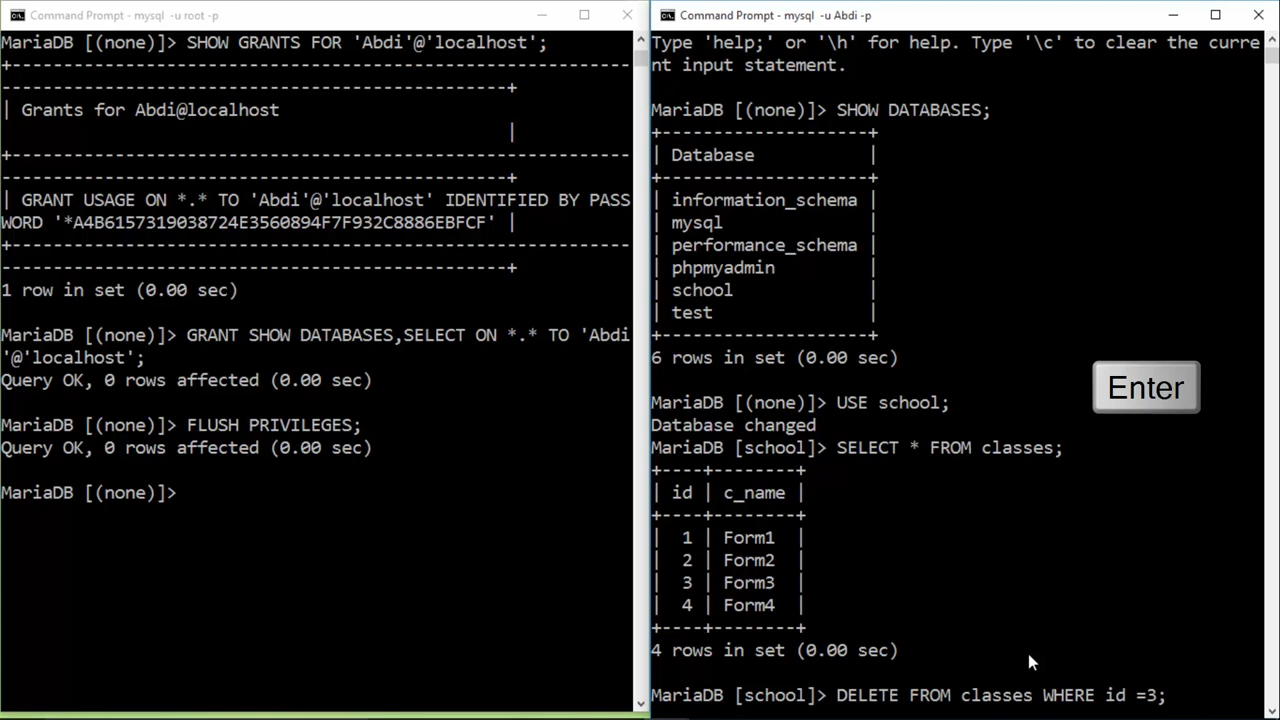 Command Prompt - mysql -u root -p
MariaDB [(none)]> SHOW GRANTS FOR 'Abdi'@'localhost';
+------------------------------------------------------------
-------------------------------------------------+
| Grants for Abdi@localhost
|
+------------------------------------------------------------
-------------------------------------------------+
| GRANT USAGE ON *.* TO 'Abdi'@'localhost' IDENTIFIED BY PASS
WORD '*A4B6157319038724E3560894F7F932C8886EBFCF' |
+------------------------------------------------------------
-------------------------------------------------+
1 row in set (0.00 sec)
MariaDB [(none)]> GRANT SHOW DATABASES,SELECT ON *.* TO 'Abdi
'@'localhost';
Query OK, 0 rows affected (0.00 sec)
MariaDB [(none)]> FLUSH PRIVILEGES;
Query OK, 0 rows affected (0.00 sec)
MariaDB [(none)]>
Command Prompt - mysql -u Abdi -p
Type 'help;' or '\h' for help. Type '\c' to clear the curre
nt input statement.
MariaDB [(none)]> SHOW DATABASES;
+--------------------+
| Database           |
+--------------------+
| information_schema |
| mysql              |
| performance_schema |
| phpmyadmin         |
| school             |
| test               |
+--------------------+
6 rows in set (0.00 sec)
MariaDB [(none)]> USE school;
Database changed
MariaDB [school]> SELECT * FROM classes;
+----+--------+
| id | c_name |
+----+--------+
|  1 | Form1  |
|  2 | Form2  |
|  3 | Form3  |
|  4 | Form4  |
+----+--------+
4 rows in set (0.00 sec)
MariaDB [school]> DELETE FROM classes WHERE id =3;
Enter